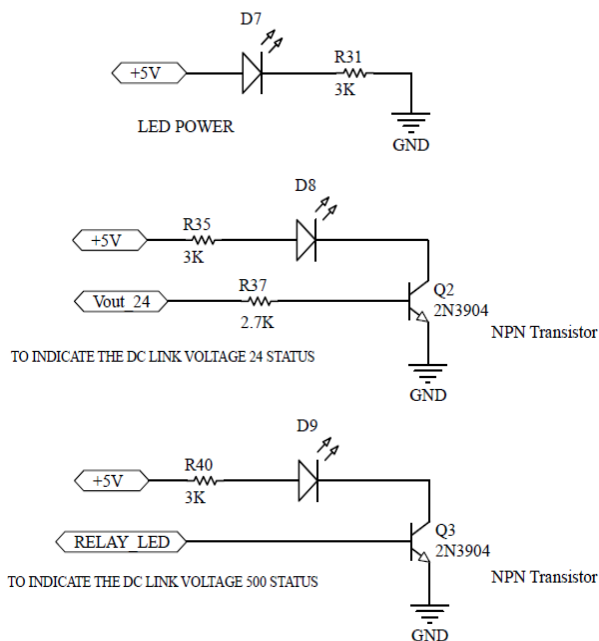 D7
+5V
R31
3K
LED POWER
GND
D8
+5V
R35
3K
Vout_24
R37
2.7K
Q2
2N3904
NPN Transistor
TO INDICATE THE DC LINK VOLTAGE 24 STATUS
GND
D9
+5V
R40
3K
RELAY_LED
Q3
2N3904
NPN Transistor
TO INDICATE THE DC LINK VOLTAGE 500 STATUS
GND